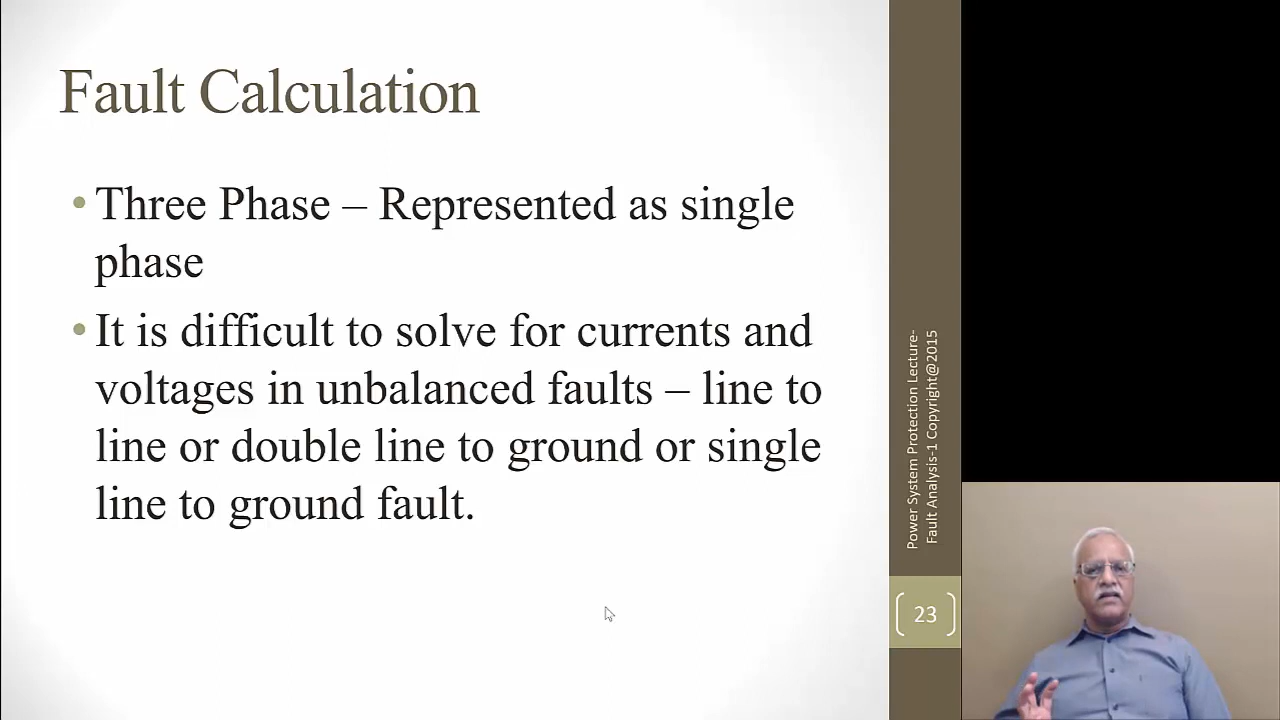 Fault Calculation
• Three Phase – Represented as single
phase
• It is difficult to solve for currents and
voltages in unbalanced faults – line to
line or double line to ground or single
line to ground fault.
Power System Protection Lecture-
Fault Analysis-1 Copyright@2015
23